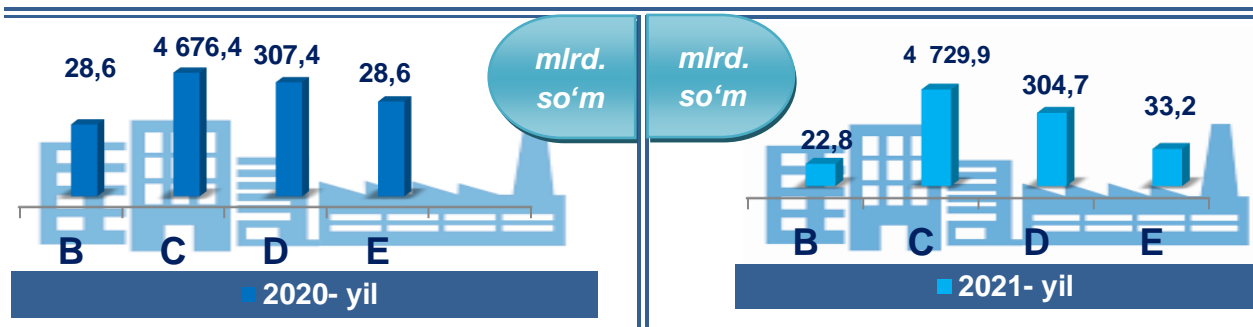 28,6
4 676,4
307,4
28,6
B
C
D
E
2020- yil
mlrd.
so‘m
mlrd.
so‘m
22,8
4 729,9
304,7
33,2
B
C
D
E
2021- yil